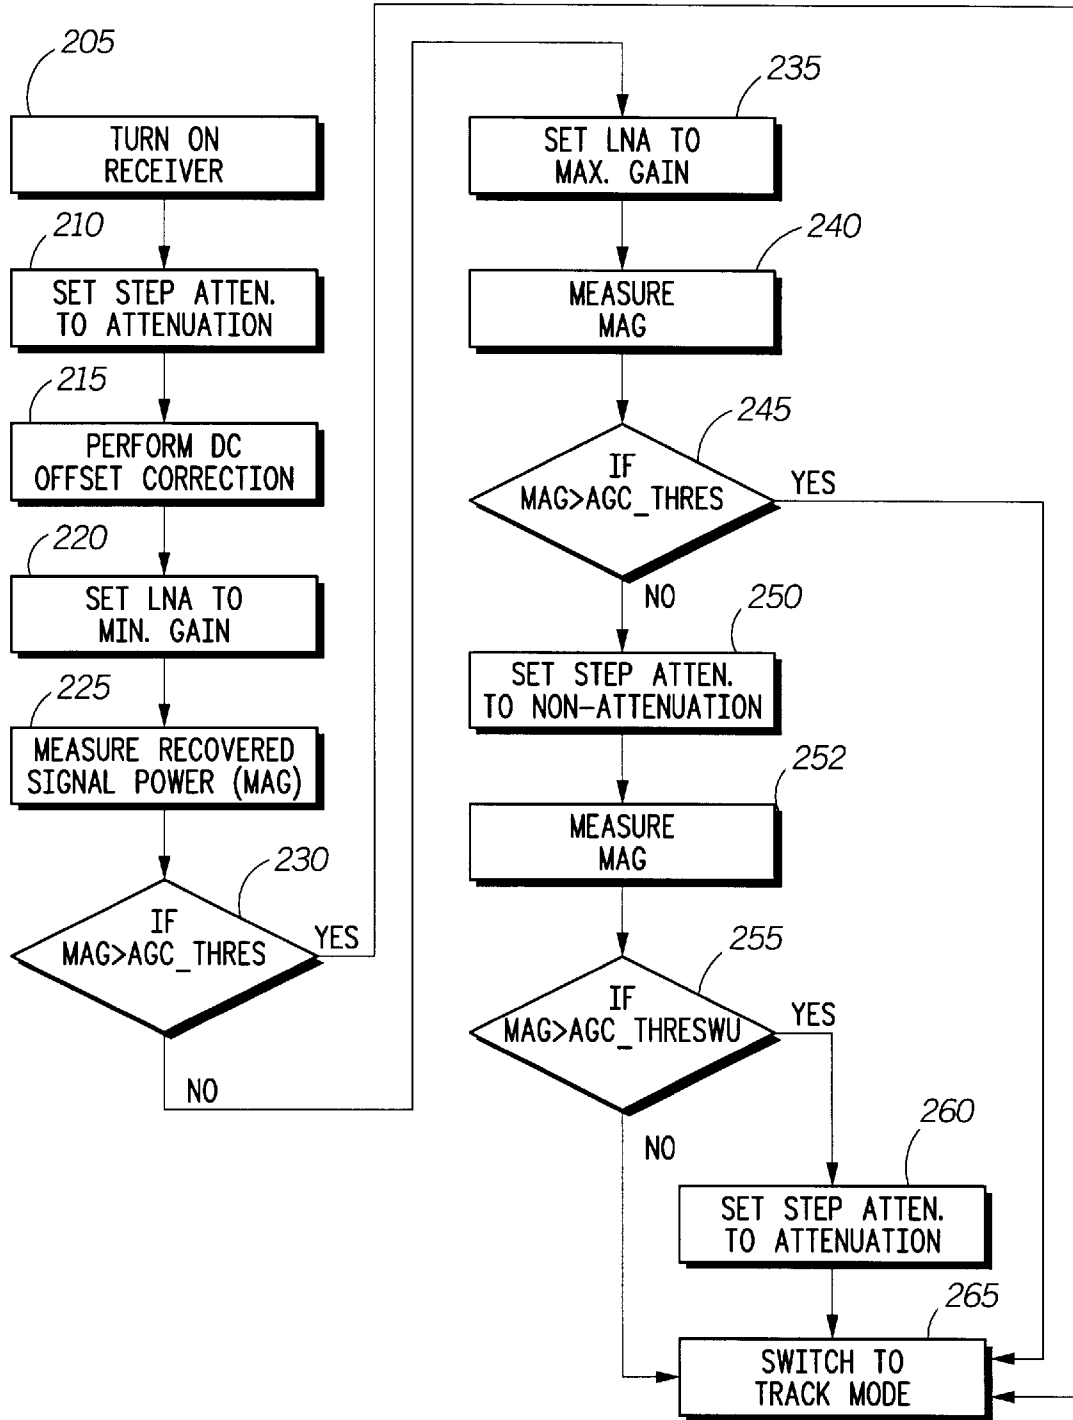 205
TURN ON
RECEIVER
210
SET STEP ATTEN.
TO ATTENUATION
215
PERFORM DC
OFFSET CORRECTION
220
SET LNA TO
MIN. GAIN
225
MEASURE RECOVERED
SIGNAL POWER (MAG)
230
IF
MAG>AGC_THRES
YES
NO
235
SET LNA TO
MAX. GAIN
240
MEASURE
MAG
245
IF
MAG>AGC_THRES
YES
NO
250
SET STEP ATTEN.
TO NON-ATTENUATION
252
MEASURE
MAG
255
IF
MAG>AGC_THRESWU
YES
NO
260
SET STEP ATTEN.
TO ATTENUATION
265
SWITCH TO
TRACK MODE